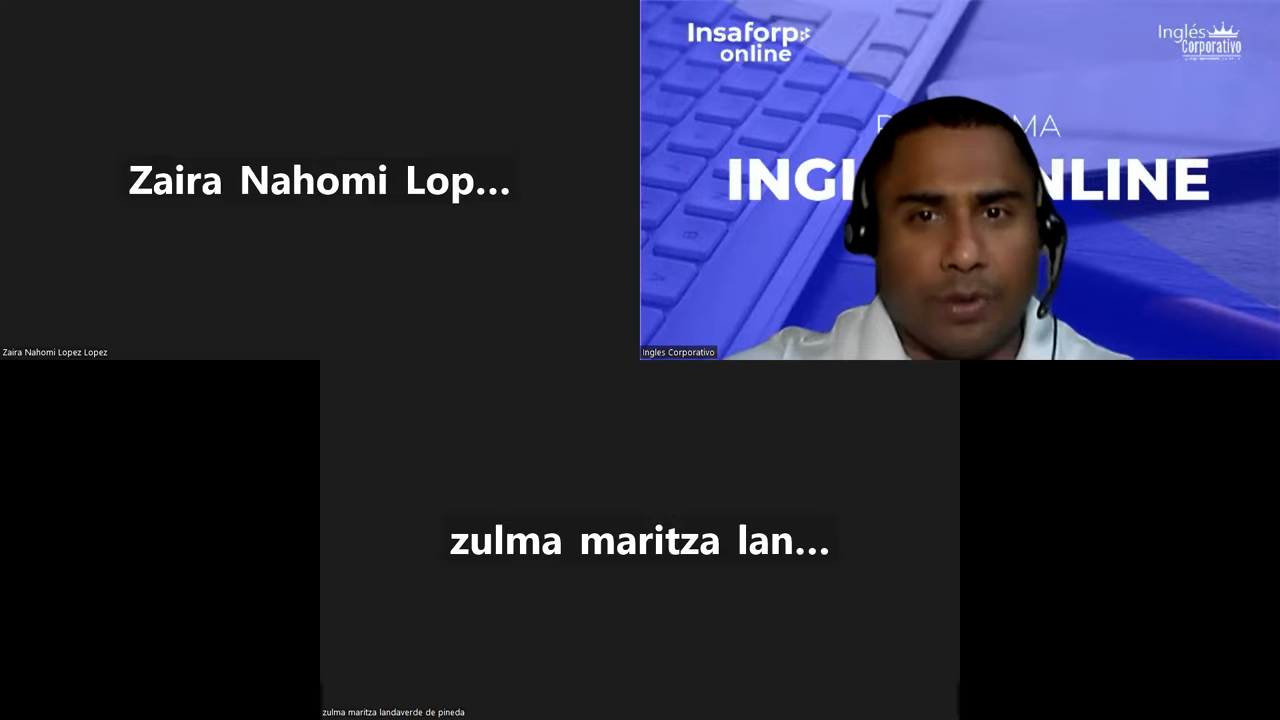 Zaira Nahomi Lop...
Zaira Nahomi Lopez Lopez
Insaforp
online
Inglés
Corporativo
MA
INGL
NLINE
Ingles Corporativo
zulma maritza lan...
zulma maritza landaverde de pineda